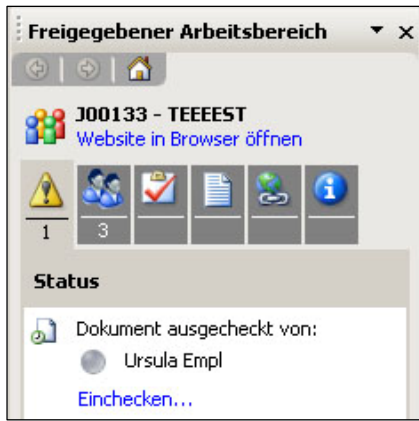 Freigegebener Arbeitsbereich
J00133 - TEEEEST
Website in Browser öffnen
1
3
Status
Dokument ausgecheckt von:
Ursula Empl
Einchecken...